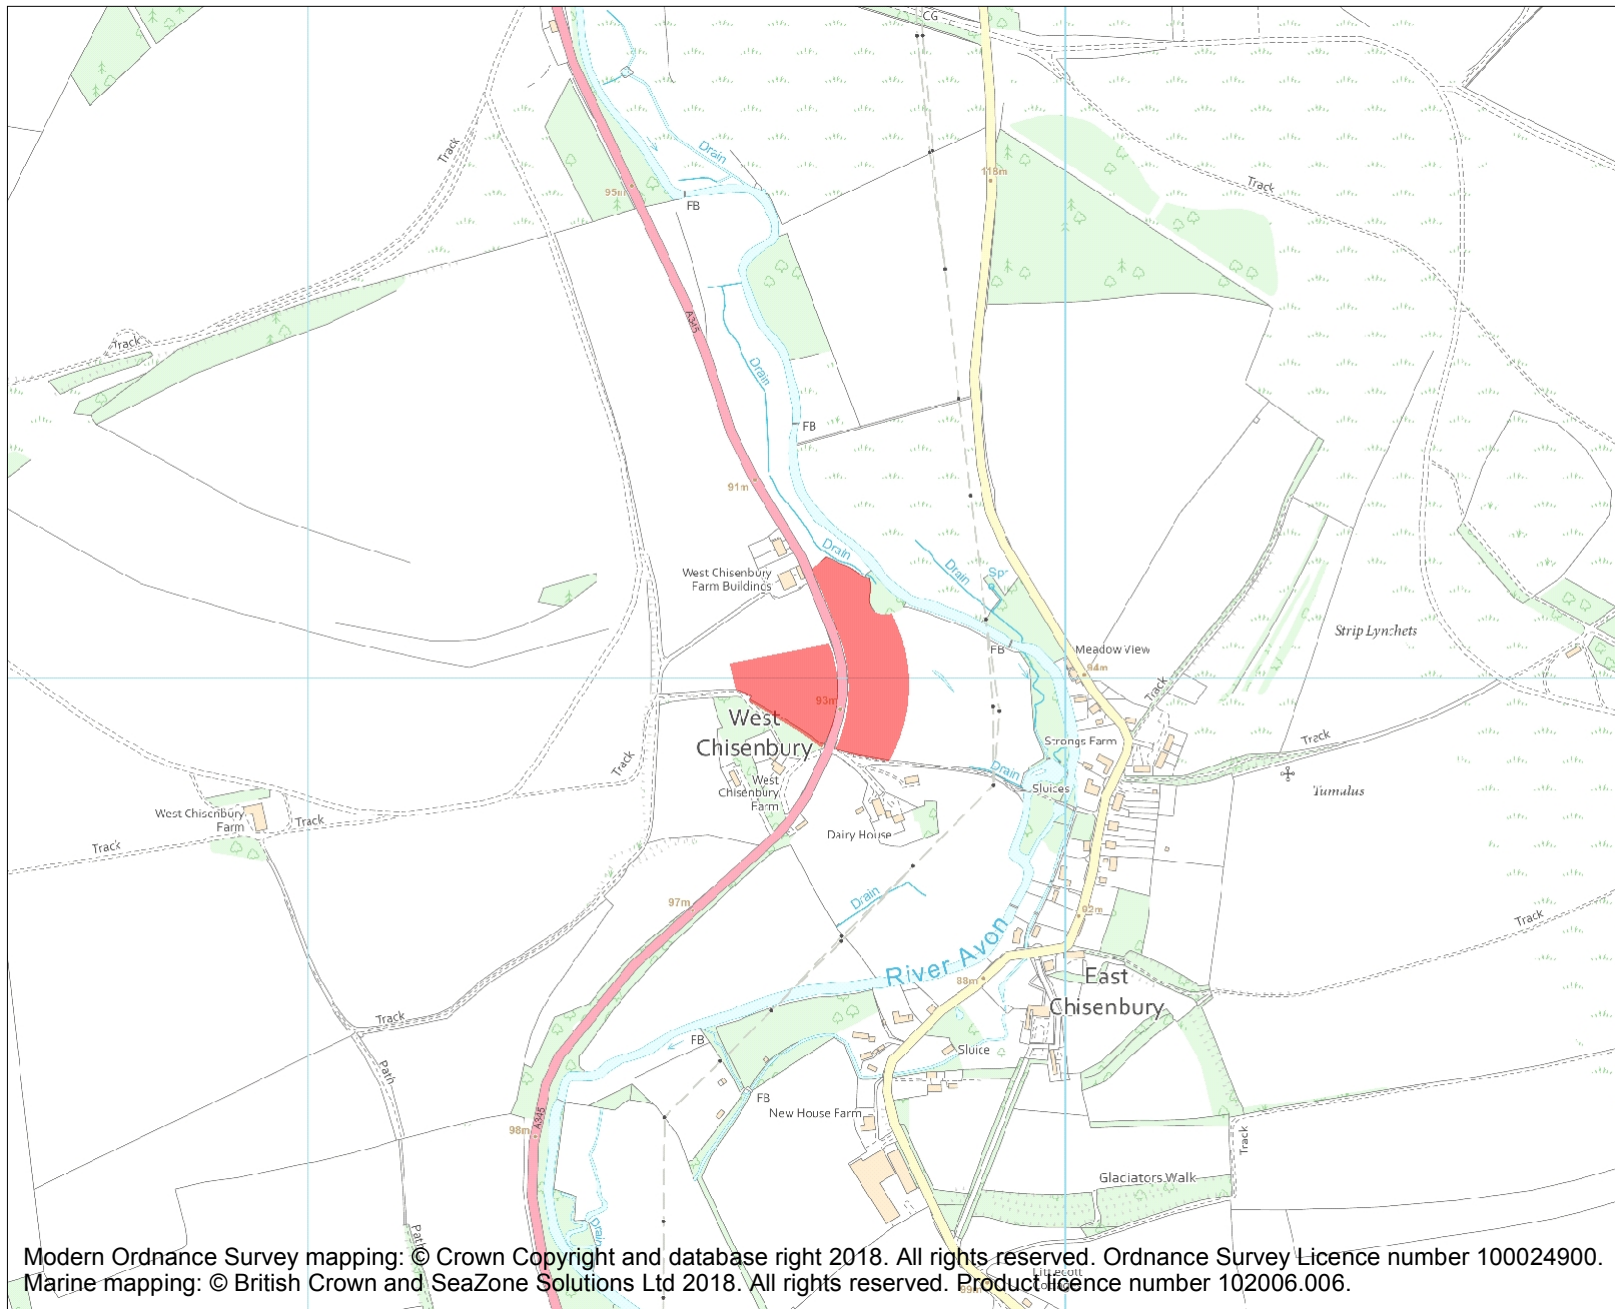 CG
Track
Drain
118m
95m
FB
Track
A345
Track
Drain
FB
91m
Drain
Drain
Spr
West Chisenbury
Farm Buildings
Strip Lynchets
FB
Meadow View
94m
Track
93m
West
Chisenbury
Strongs Farm
Track
Track
Drain
West
Chisenbury
Farm
Sluices
Tumulus
West Chisenbury
Farm
Track
Dairy House
Track
Drain
97m
92m
Track
River Avon
88m
East
Chisenbury
Track
FB
Sluice
Path
FB
New House Farm
A345
98m
Track
Glaciators Walk
Path
Drain
Modern Ordnance Survey mapping: © Crown Copyright and database right 2018. All rights reserved. Ordnance Survey Licence number 100024900.
Marine mapping: © British Crown and SeaZone Solutions Ltd 2018. All rights reserved. Product licence number 102006.006.
99m